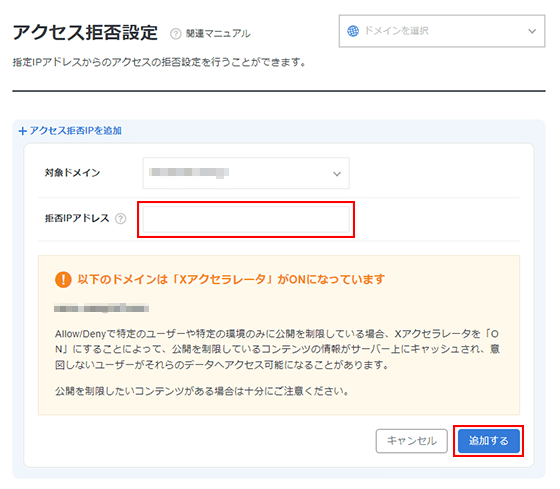 アクセス拒否設定
? 関連マニュアル
ドメインを選択
指定IPアドレスからのアクセスの拒否設定を行うことができます。
+ アクセス拒否IPを追加
対象ドメイン
拒否IPアドレス ?
! 以下のドメインは「Xアクセラレータ」がONになっています
Allow/Denyで特定のユーザーや特定の環境のみに公開を制限している場合、Xアクセラレータを「O
N」にすることによって、公開を制限しているコンテンツの情報がサーバー上にキャッシュされ、意
図しないユーザーがそれらのデータへアクセス可能になることがあります。
公開を制限したいコンテンツがある場合は十分にご注意ください。
キャンセル
追加する